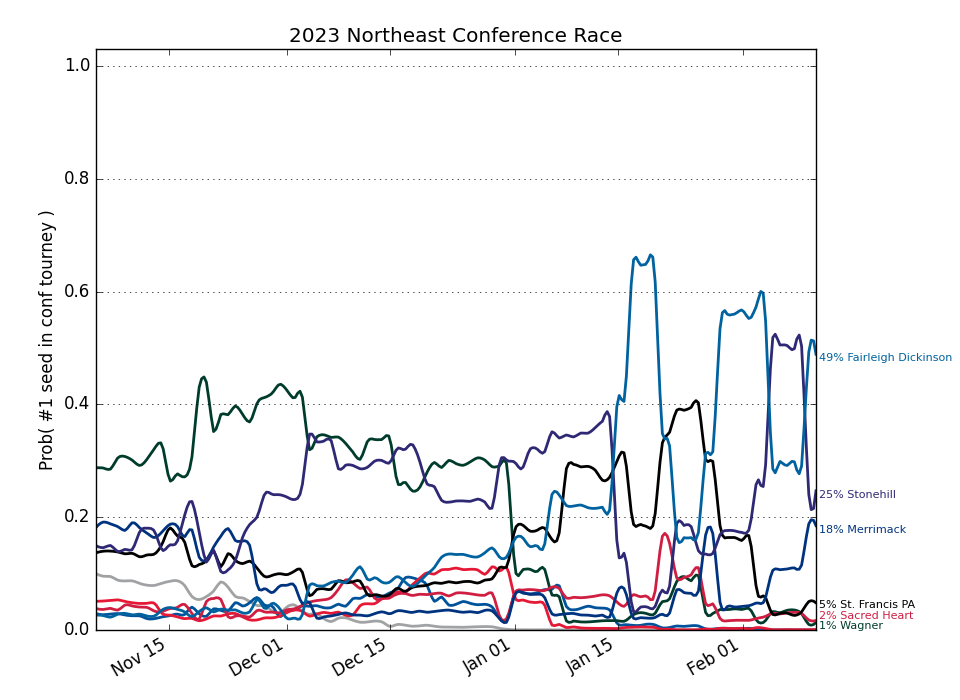 2023 Northeast Conference Race
Prob( #1 seed in conf tourney )
1.0
0.8
0.6
0.4
0.2
0.0
Nov 15
Dec 01
Dec 15
Jan 01
Jan 15
Feb 01
49% Fairleigh Dickinson
25% Stonehill
18% Merrimack
5% St. Francis PA
2% Sacred Heart
1% Wagner